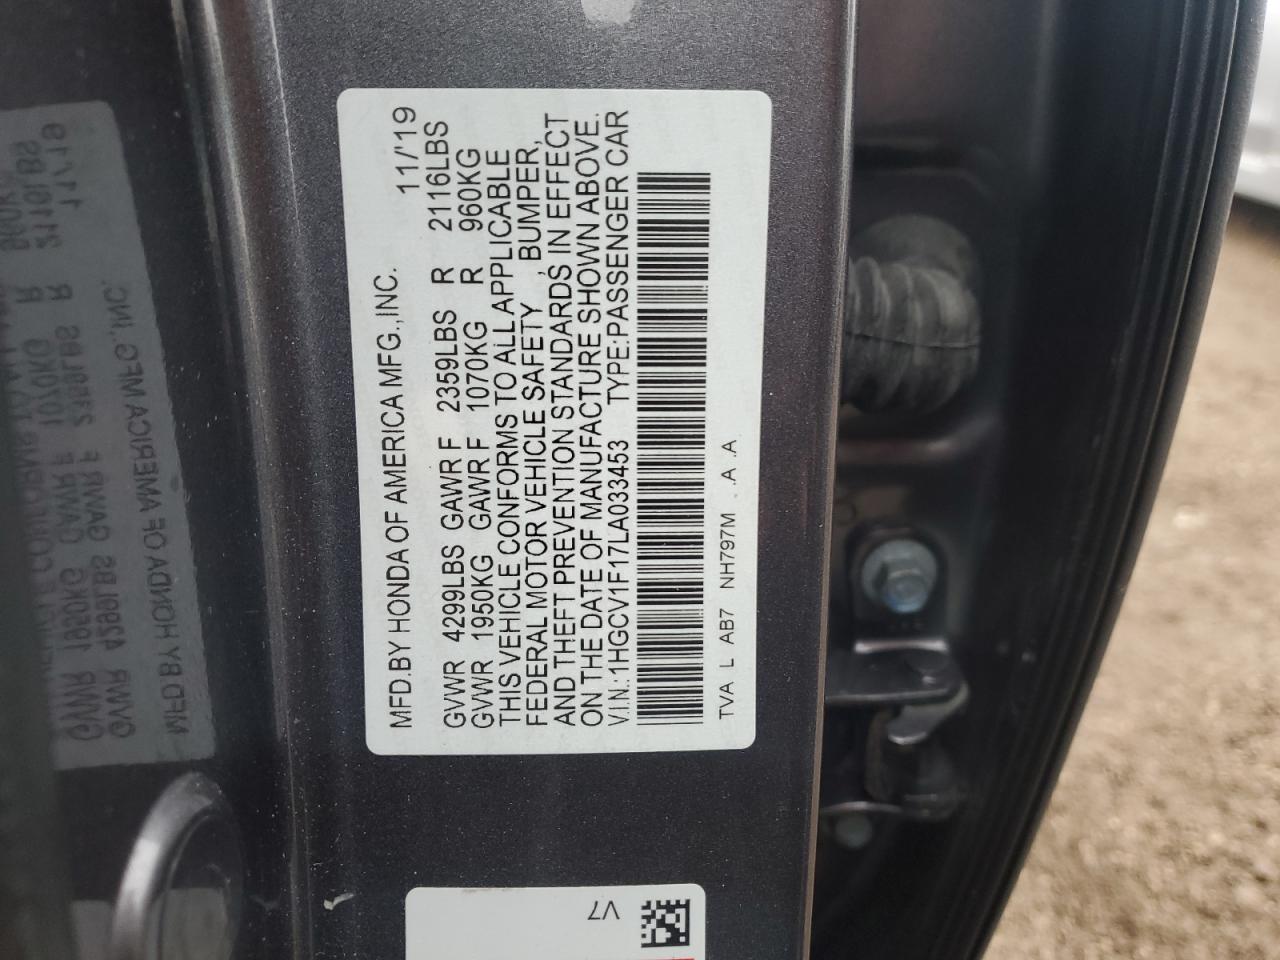 MFD.BY HONDA OF AMERICA MFG.,INC. 11/'19
GVWR 4299LBS GAWR F 2359LBS R 2116LBS
GVWR 1950KG GAWR F 1070KG R 960KG
THIS VEHICLE CONFORMS TO ALL APPLICABLE
FEDERAL MOTOR VEHICLE SAFETY , BUMPER,
AND THEFT PREVENTION STANDARDS IN EFFECT
ON THE DATE OF MANUFACTURE SHOWN ABOVE.
V.I.N.:1HGCV1F17LA033453 TYPE:PASSENGER CAR
TVA L AB7 NH797M . A . A
V7